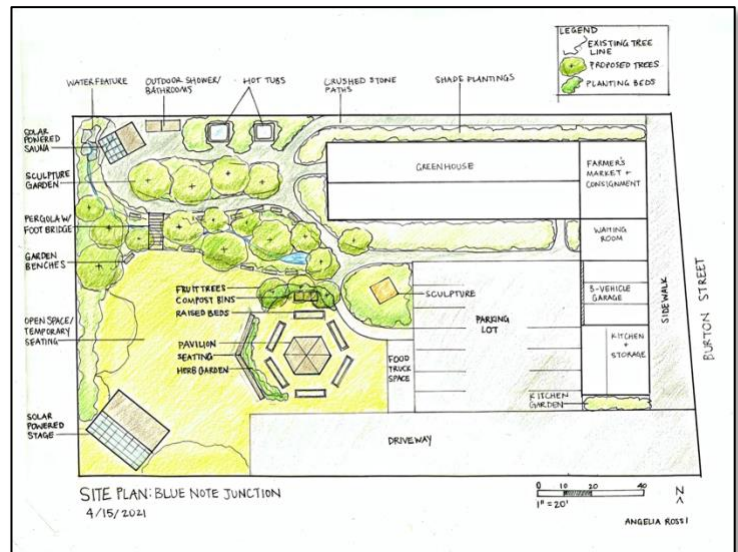 LEGEND
EXISTING TREE
LINE
PROPOSED TREES
PLANTING BEDS
WATER FEATURE
OUTDOOR SHOWER/
BATHROOMS
HOT TUBS
CRUSHED STONE
PATHS
SHADE PLANTINGS
SOLAR
POWERED
SAUNA
SCULPTURE
GARDEN
PERGOLA W/
FOOT BRIDGE
GARDEN
BENCHES
OPEN SPACE/
TEMPORARY
SEATING
SOLAR
POWERED
STAGE
GREENHOUSE
FARMER'S
MARKET +
CONSIGNMENT
WAITING
ROOM
3-VEHICLE
GARAGE
KITCHEN
+
STORAGE
KITCHEN
GARDEN
SIDEWALK
BURTON STREET
FRUIT TREES
COMPOST BINS
RAISED BEDS
PAVILION
SEATING
HERB GARDEN
SCULPTURE
PARKING
LOT
FOOD
TRUCK
SPACE
DRIVEWAY
SITE PLAN: BLUE NOTE JUNCTION
4/15/2021
0 10 20 40
1" = 20'
N
ANGELIA ROSSI